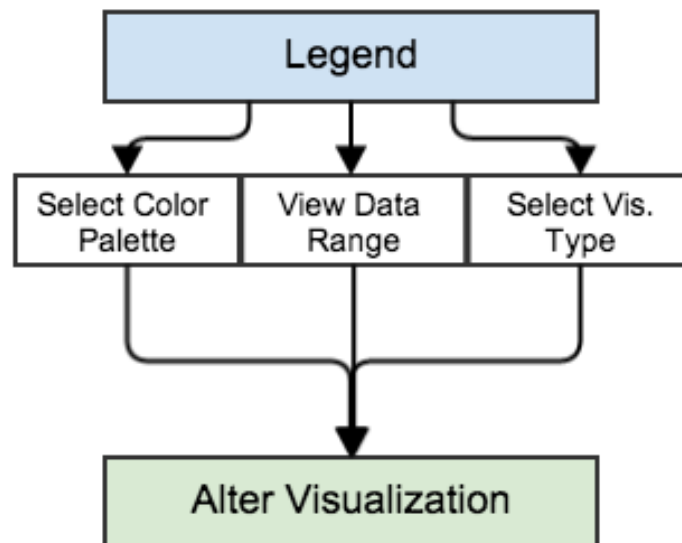 Legend
Select Color
Palette
View Data
Range
Select Vis.
Type
Alter Visualization